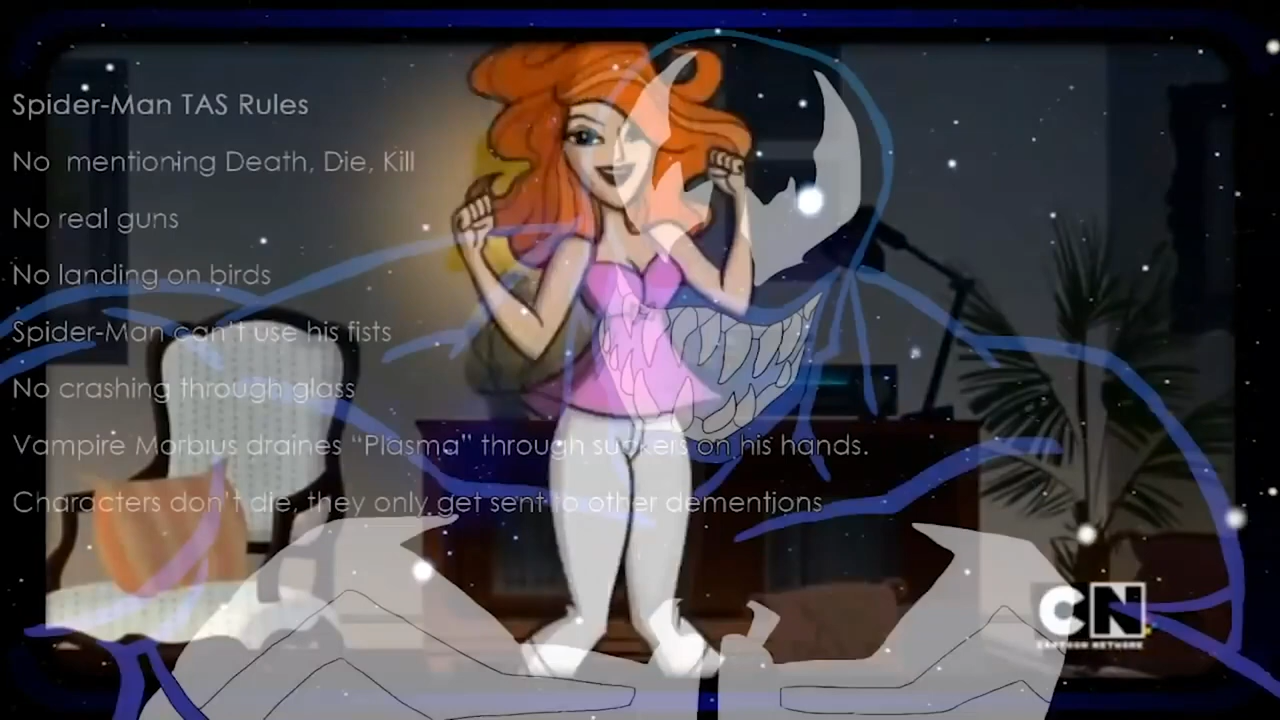 Spider-Man TAS Rules
No mentioning Death, Die, Kill
No real guns
No landing on birds
Spider-Man can't use his fists
No crashing through glass
Vampire Morbius draines “Plasma” through suckers on his hands.
Characters don't die, they only get sent to other dementions
CN
CARTOON NETWORK